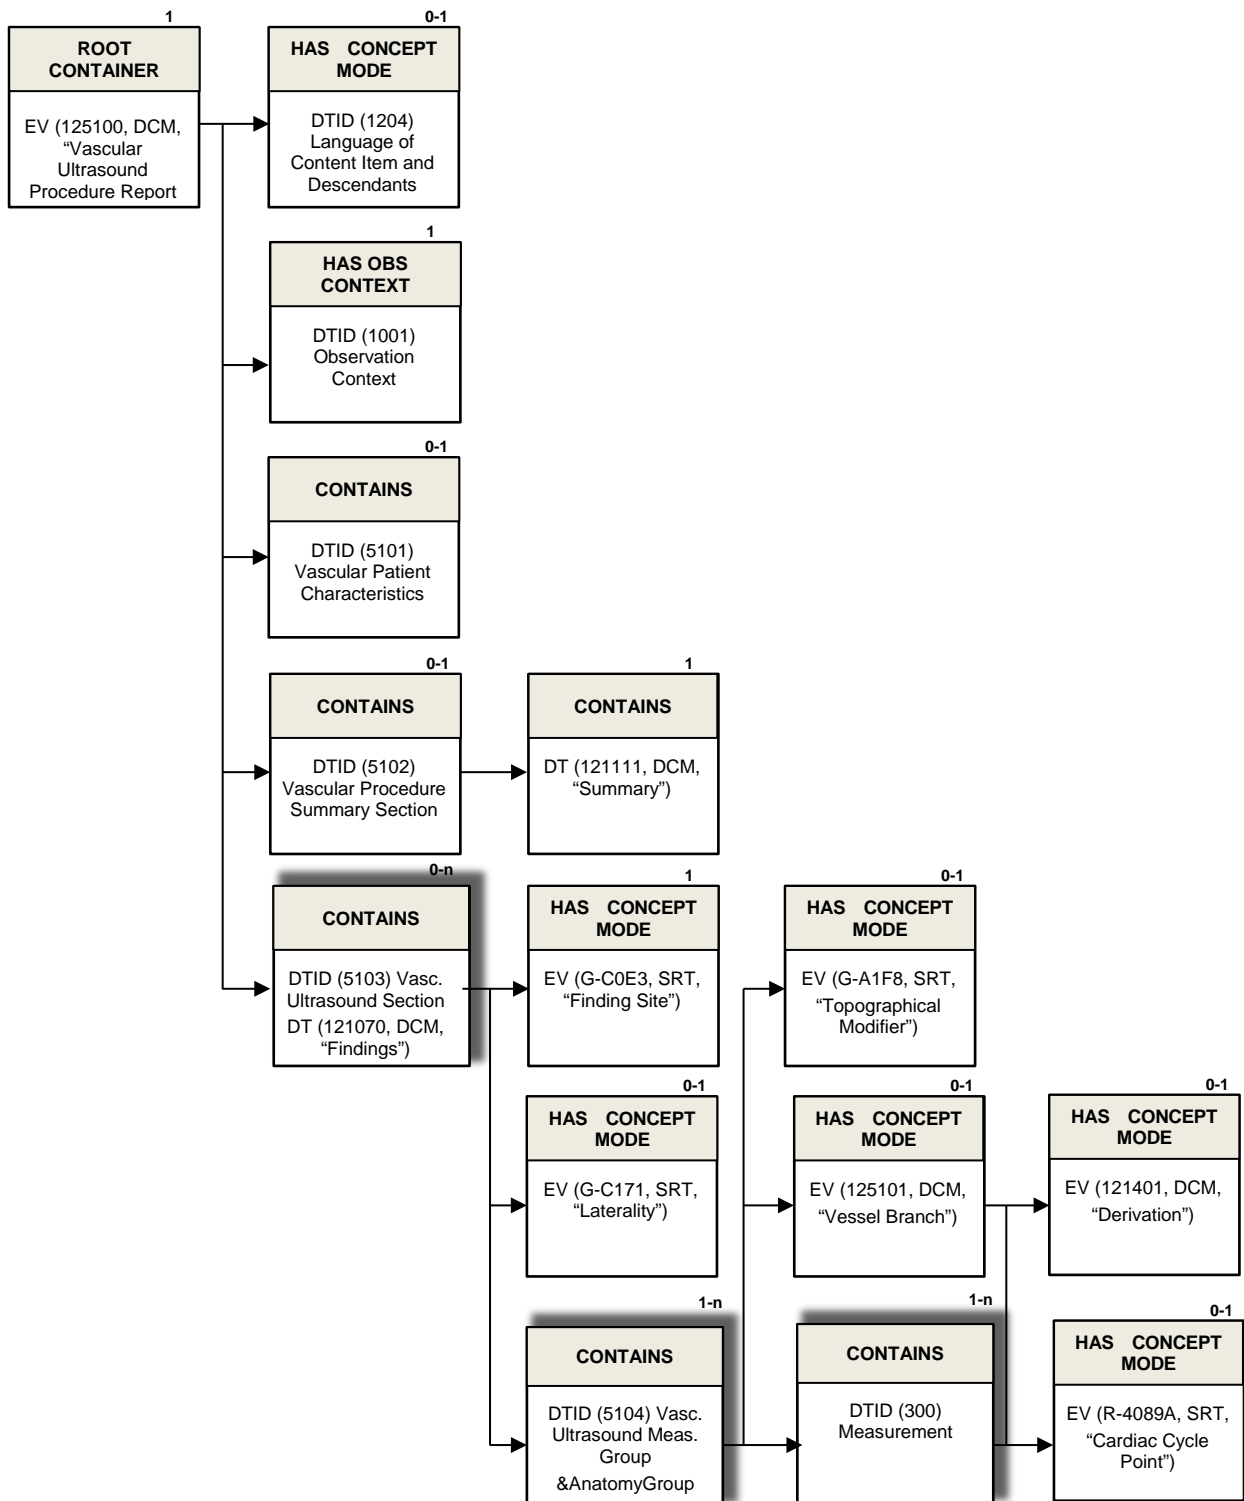 1
ROOT
CONTAINER
EV (125100, DCM,
“Vascular
Ultrasound
Procedure Report
0-1
HAS CONCEPT
MODE
DTID (1204)
Language of
Content Item and
Descendants
1
HAS OBS
CONTEXT
DTID (1001)
Observation
Context
0-1
CONTAINS
DTID (5101)
Vascular Patient
Characteristics
0-1
CONTAINS
DTID (5102)
Vascular Procedure
Summary Section
1
CONTAINS
DT (121111, DCM,
“Summary”)
0-n
CONTAINS
DTID (5103) Vasc.
Ultrasound Section
DT (121070, DCM,
“Findings”)
1
HAS CONCEPT
MODE
EV (G-C0E3, SRT,
“Finding Site”)
0-1
HAS CONCEPT
MODE
EV (G-A1F8, SRT,
“Topographical
Modifier”)
0-1
HAS CONCEPT
MODE
EV (G-C171, SRT,
“Laterality”)
0-1
HAS CONCEPT
MODE
EV (125101, DCM,
“Vessel Branch”)
0-1
HAS CONCEPT
MODE
EV (121401, DCM,
“Derivation”)
1-n
CONTAINS
DTID (5104) Vasc.
Ultrasound Meas.
Group
&AnatomyGroup
1-n
CONTAINS
DTID (300)
Measurement
0-1
HAS CONCEPT
MODE
EV (R-4089A, SRT,
“Cardiac Cycle
Point”)